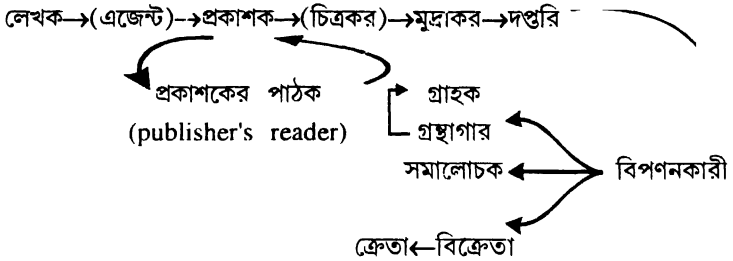 লেখক→(এজেন্ট)→প্রকাশক→(চিত্রকর)→মুদ্রাকর→দপ্তরি
প্রকাশকের পাঠক গ্রাহক
(publisher's reader) গ্রন্থাগার
সমালোচক বিপণনকারী
ক্রেতা←বিক্রেতা